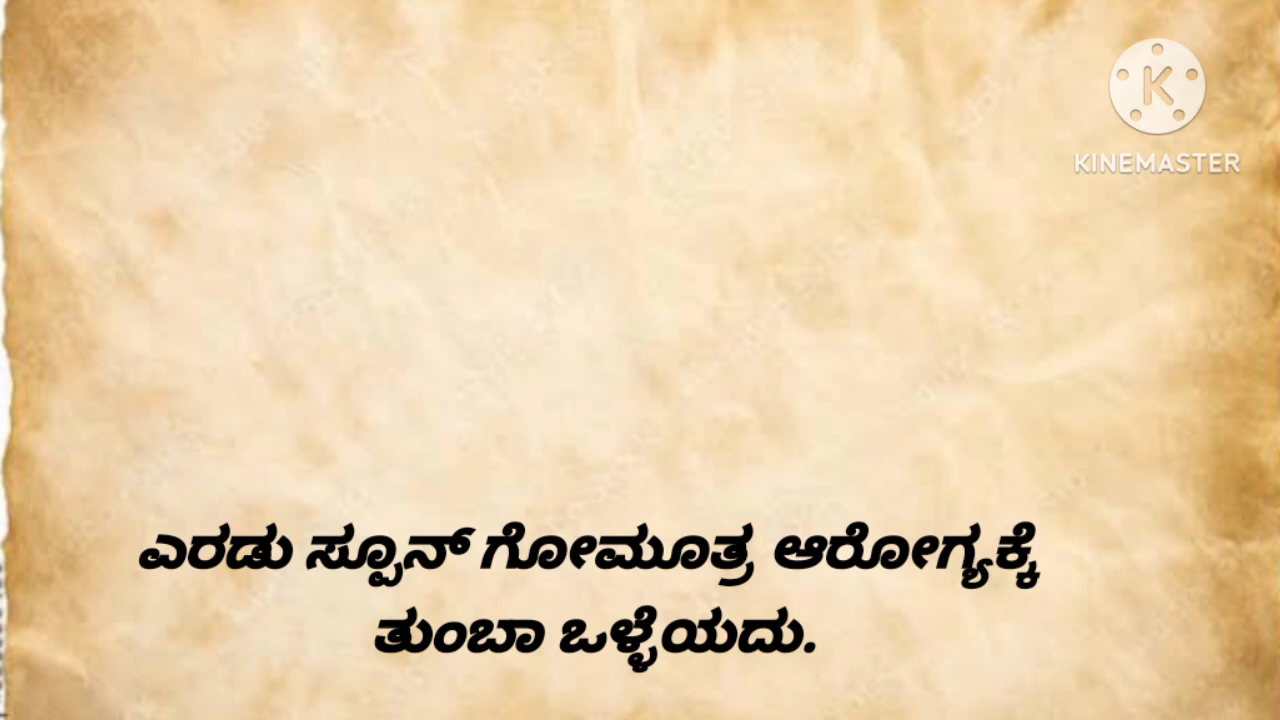 KINEMASTER
ಎರಡು ಸ್ಪೂನ್ ಗೋಮೂತ್ರ ಆರೋಗ್ಯಕ್ಕೆ
ತುಂಬಾ ಒಳ್ಳೆಯದು.